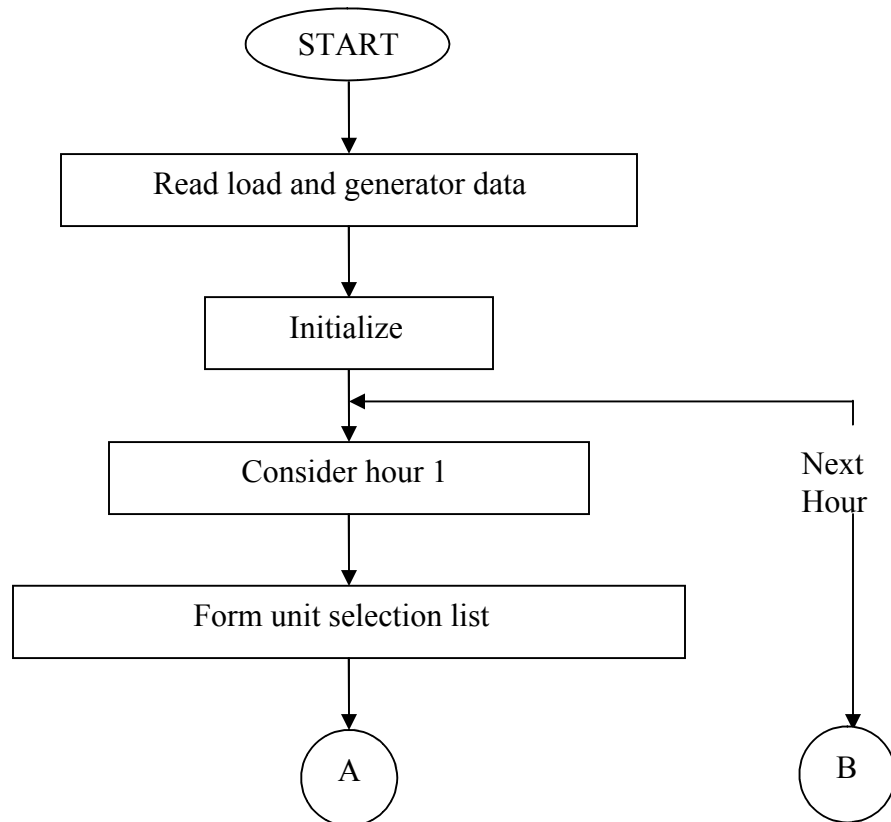 START
Read load and generator data
Initialize
Consider hour 1
Next
Hour
Form unit selection list
A
B